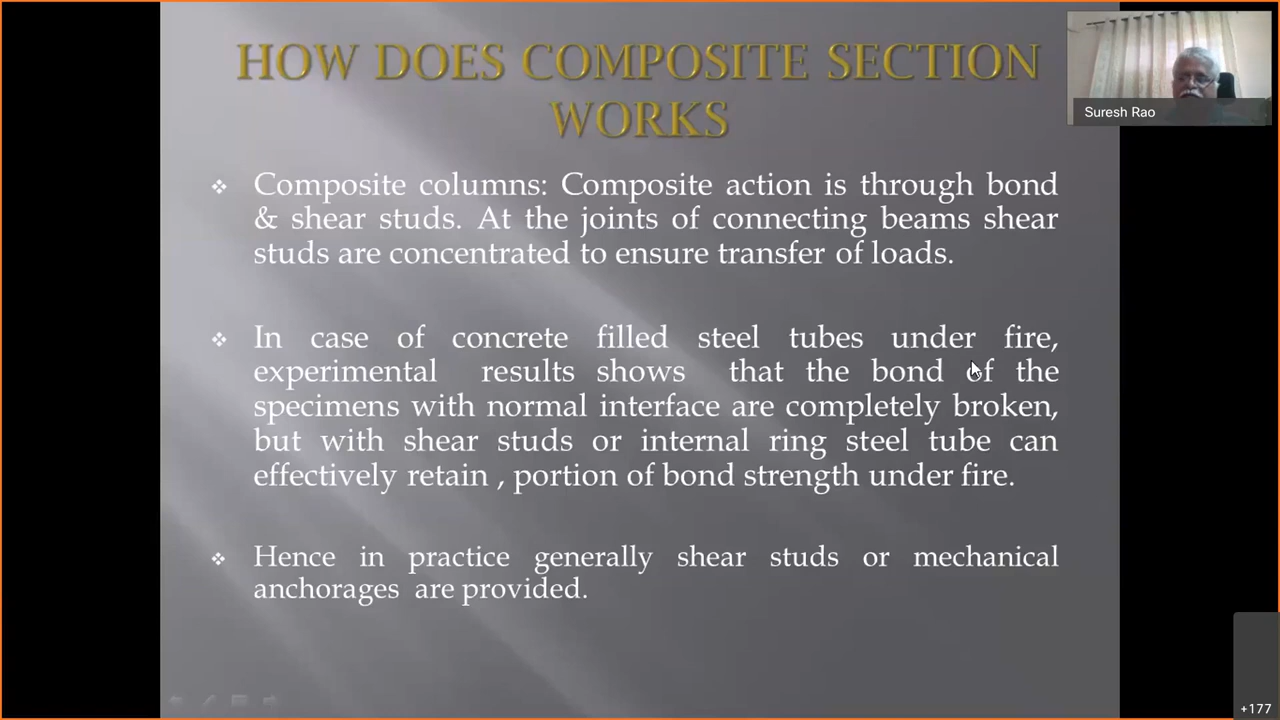 HOW DOES COMPOSITE SECTION
WORKS
Suresh Rao
❖ Composite columns: Composite action is through bond
& shear studs. At the joints of connecting beams shear
studs are concentrated to ensure transfer of loads.
❖ In case of concrete filled steel tubes under fire,
experimental results shows that the bond of the
specimens with normal interface are completely broken,
but with shear studs or internal ring steel tube can
effectively retain , portion of bond strength under fire.
❖ Hence in practice generally shear studs or mechanical
anchorages are provided.
+177